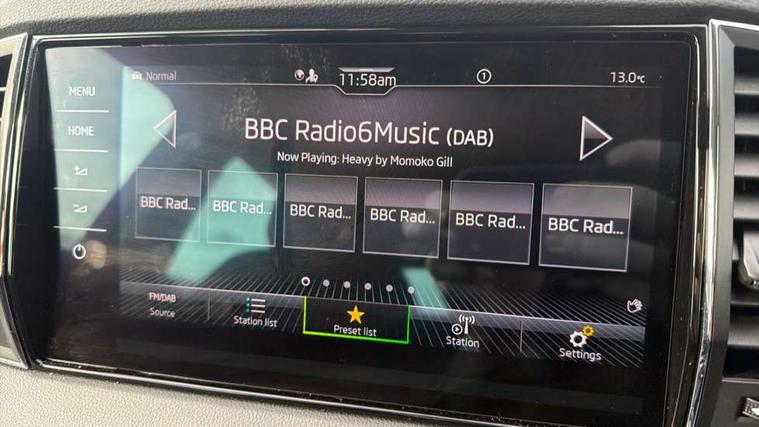 MENU
HOME
Normal
11:58am
1
13.0°C
BBC Radio6Music (DAB)
Now Playing: Heavy by Momoko Gill
BBC Rad...
BBC Rad...
BBC Rad...
BBC Rad...
BBC Rad...
BBC Rad...
FM/DAB
Source
Station list
Preset list
Station
Settings